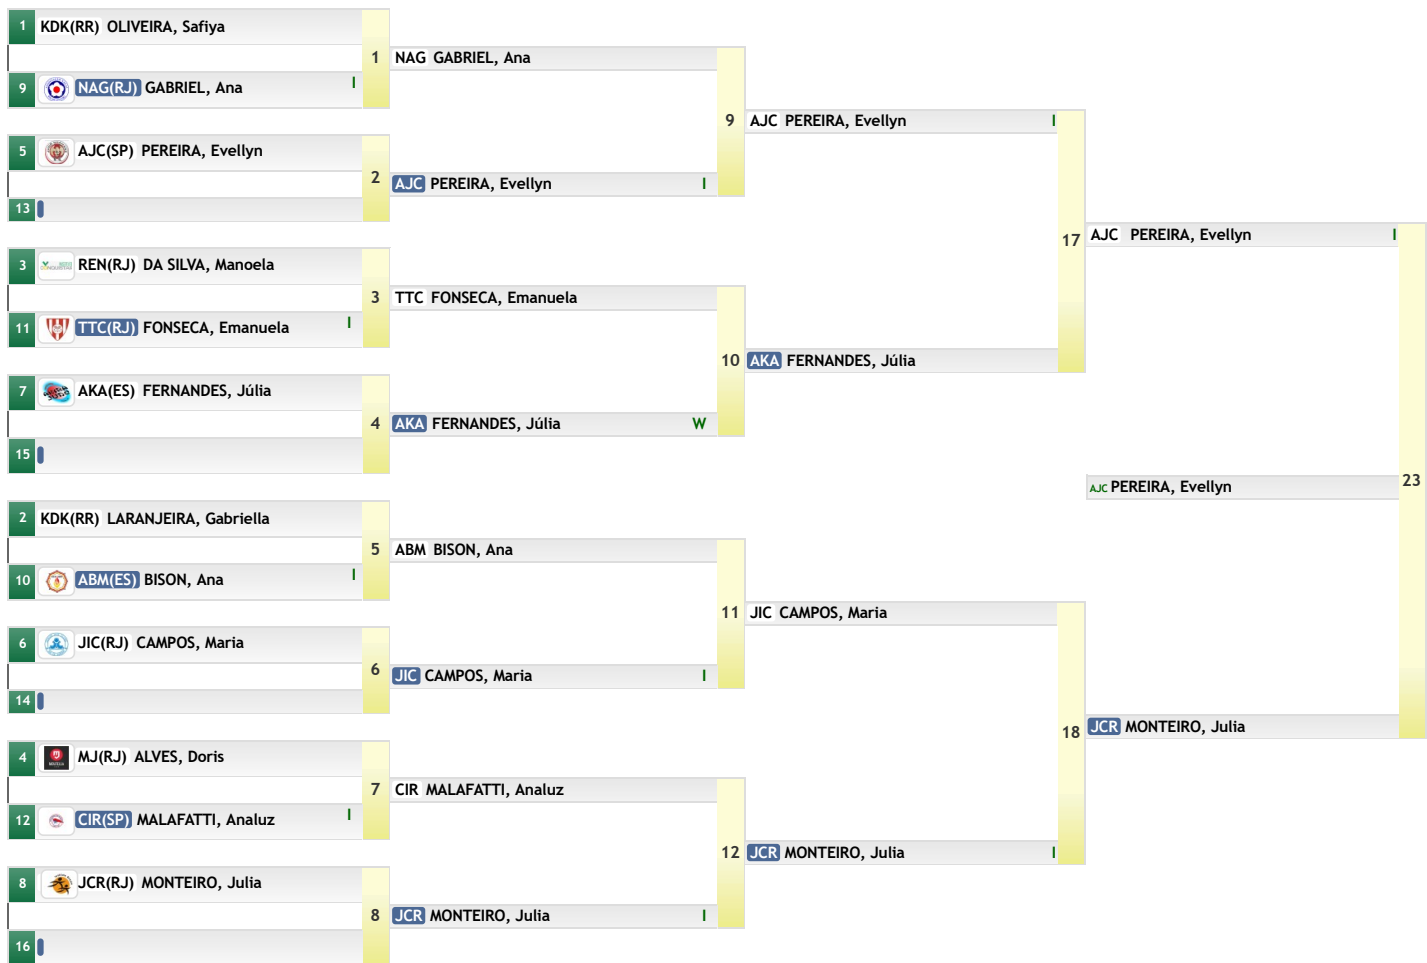 1 KDK(RR) OLIVEIRA, Safiya
9 NAG(RJ) GABRIEL, Ana I
5 AJC(SP) PEREIRA, Evellyn
13
3 REN(RJ) DA SILVA, Manoela
11 TTC(RJ) FONSECA, Emanuela I
7 AKA(ES) FERNANDES, Júlia
15
2 KDK(RR) LARANJEIRA, Gabriella
10 ABM(ES) BISON, Ana I
6 JIC(RJ) CAMPOS, Maria
14
4 MJ(RJ) ALVES, Doris
12 CIR(SP) MALAFATTI, Analuz I
8 JCR(RJ) MONTEIRO, Julia
16
1 NAG GABRIEL, Ana
2 AJC PEREIRA, Evellyn I
3 TTC FONSECA, Emanuela
4 AKA FERNANDES, Júlia W
5 ABM BISON, Ana
6 JIC CAMPOS, Maria I
7 CIR MALAFATTI, Analuz
8 JCR MONTEIRO, Julia I
9 AJC PEREIRA, Evellyn I
10 AKA FERNANDES, Júlia
11 JIC CAMPOS, Maria
12 JCR MONTEIRO, Julia I
17 AJC PEREIRA, Evellyn I
18 JCR MONTEIRO, Julia
23
AJC PEREIRA, Evellyn